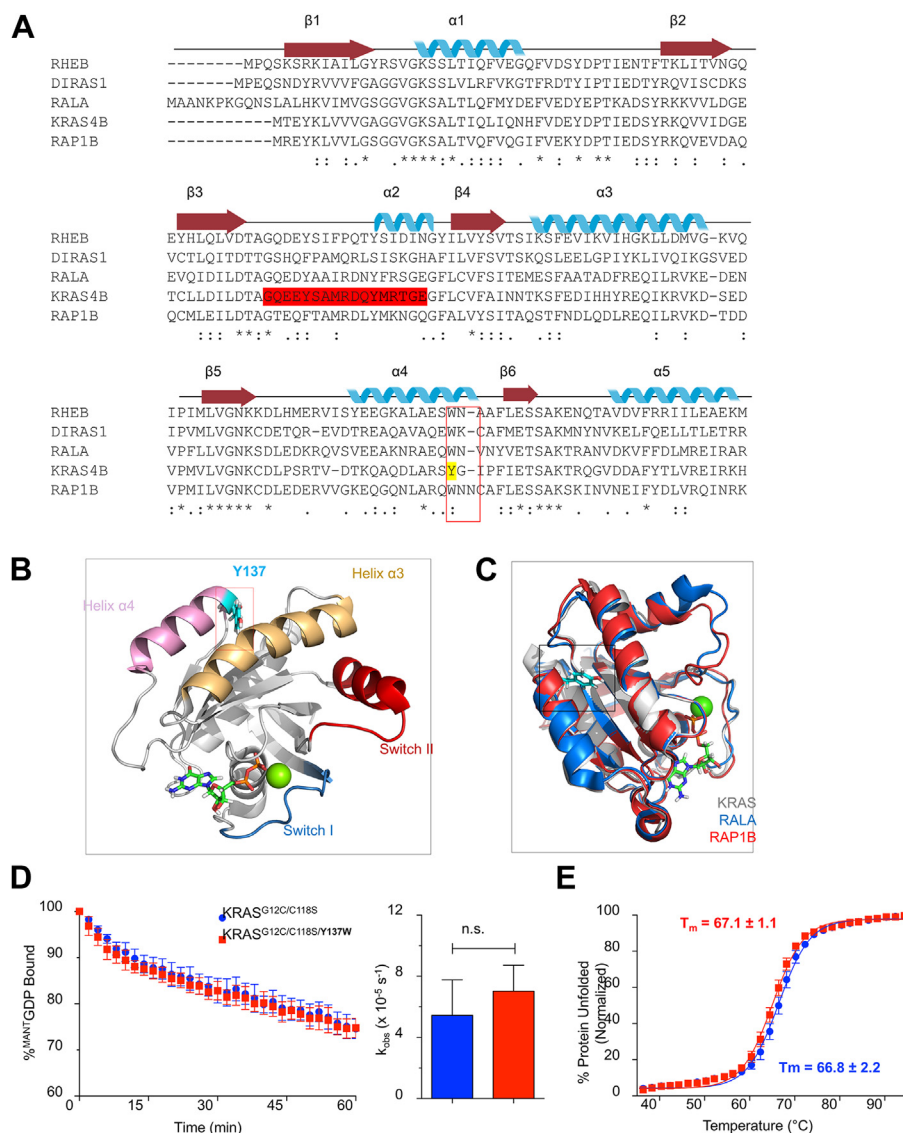 A
β1 α1 β2
RHEB --------MPQSKSRKIAILGYRSVGKSSLTIQFVEGQFVDSYDPTIENTFTKLITVNGQ
DIRAS1 -------MPEQSNDYRVVVFGAGGVGKSSLVLRFVKGTFRDTYIPTIEDTYRQVISCDKS
RALA MAANKPKGQNSLALHKVIMVGSGGVGKSALTLQFMYDEFVEDYEPTKADSYRKKVVLDGE
KRAS4B -----------MTEYKLVVVGAGGVGKSALTIQLIQNHFVDEYDPTIEDSYRKQVVIDGE
RAP1B -----------MREYKLVVLGSGGVGKSALTVQFVQGIFVEKYDPTIEDSYRKQVEVDAQ
β3 α2 β4 α3
RHEB EYHLQLVDTAGQDEYSIFPQTYSIDINGYILVYSVTSIKSFEVIKVIHGKLLDMVG-KVQ
DIRAS1 VCTLQITDTTGSHQFPAMQRLSISKGHAFILVFSVTSKQSLEELGPIYKLIVQIKGSVED
RALA EVQIDILDTAGQEDYAAIRDNYFRSGEGFLCVFSITEMESFAATADFREQILRVKE-DEN
KRAS4B TCLLDILDTAGQEEYSAMRDQYMRTGEGFLCVFAINNTKSFEDIHHYREQIKRVKD-SED
RAP1B QCMLEILDTAGTEQFTAMRDLYMKNGQGFALVYSITAQSTFNDLQDLREQILRVKD-TDD
β5 α4 β6 α5
RHEB IPIMLVGNKKDLHMERVISYEEGKALAESWN-AAFLESSAKENQTAVDVFRRIILEAEKM
DIRAS1 IPVMLVGNKCDETQR-EVDTREAQAVAQEWK-CAFMETSAKMNYNVKELFQELLTLETRR
RALA VPFLLVGNKSDLEDKRQVSVEEAKNRAEQWN-VNYVETSAKTRANVDKVFFDLMREIRAR
KRAS4B VPMVLVGNKCDLPSRTV-DTKQAQDLARSYG-IPFIETSAKTRQGVDDAFYTLVREIRKH
RAP1B VPMILVGNKCDLEDERVVGKEQGQNLARQWNNCAFLESSAKSKINVNEIFYDLVRQINRK
B
Y137
Helix α4
Helix α3
Switch II
Switch I
C
KRAS
RALA
RAP1B
D
KRAS^G12C/C118S
KRAS^G12C/C118S/Y137W
%^MANT GDP Bound
100
90
80
70
60
0 15 30 45 60
Time (min)
n.s.
k_obs (x 10^-5 s^-1)
12
8
4
0
E
Tm = 67.1 ± 1.1
Tm = 66.8 ± 2.2
% Protein Unfolded
(Normalized)
100
80
60
40
20
0
40 50 60 70 80 90
Temperature (°C)